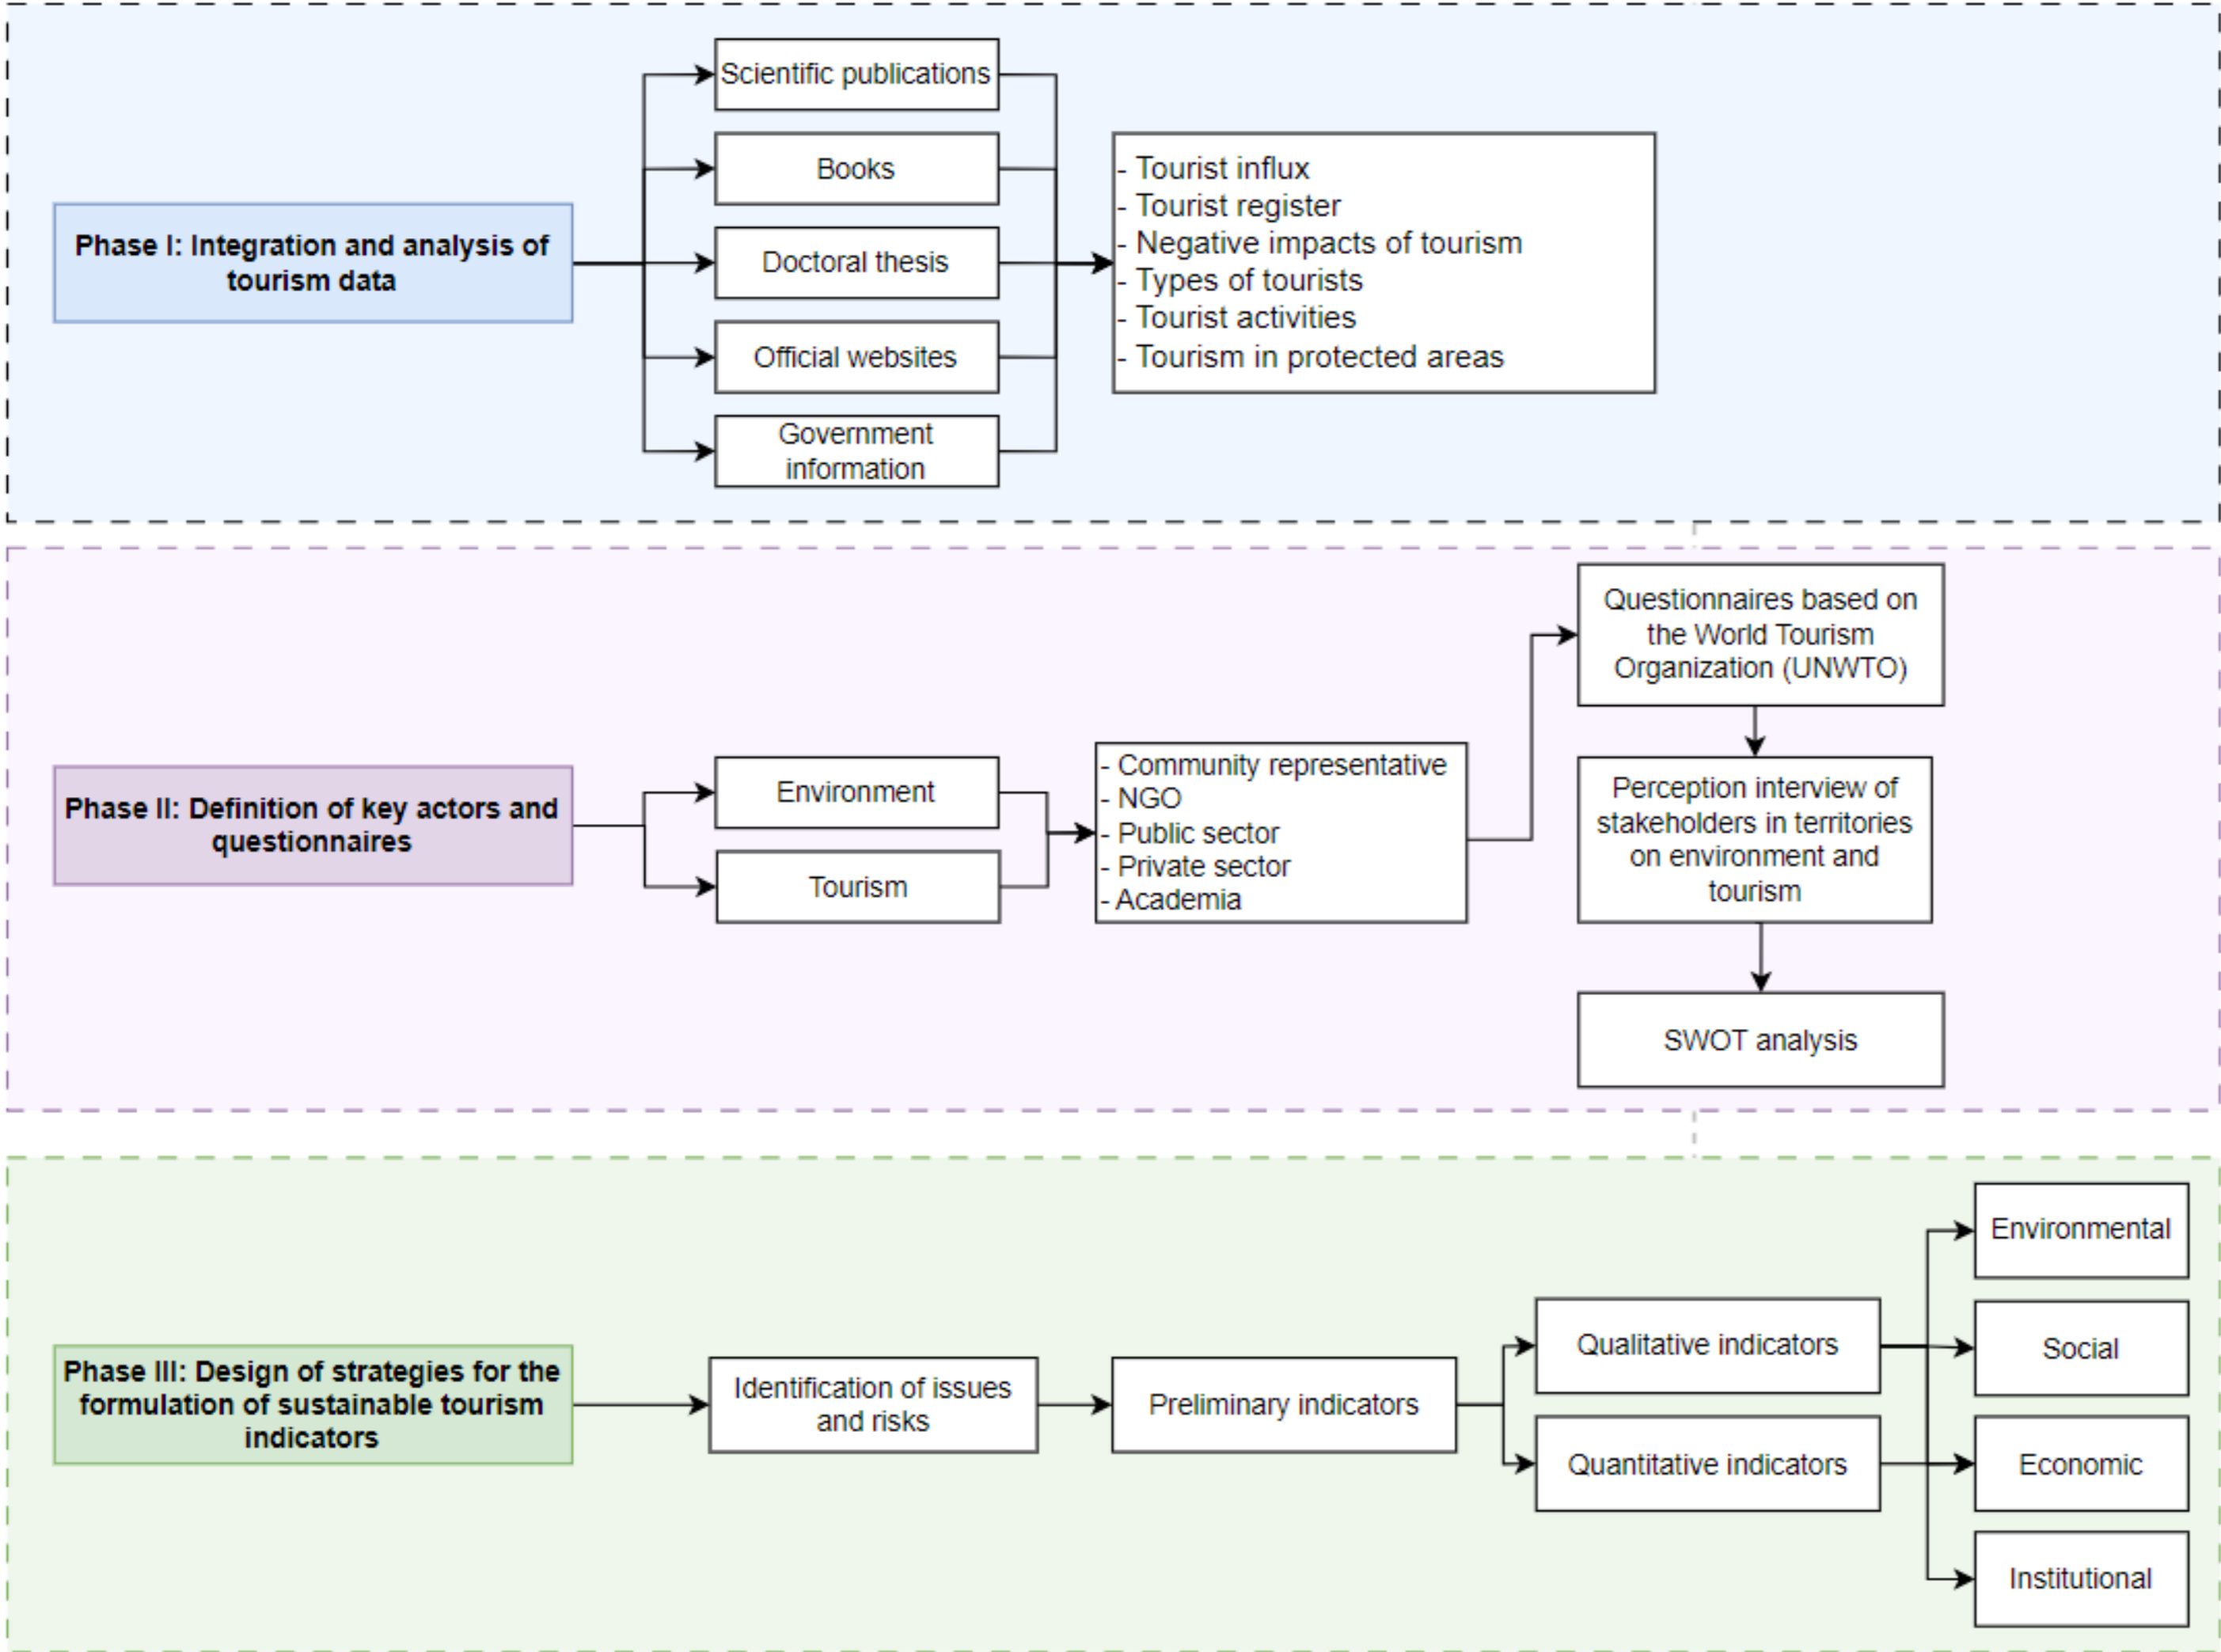 Scientific publications
Books
Phase I: Integration and analysis of
tourism data
Doctoral thesis
Official websites
Government
information
- Tourist influx
- Tourist register
- Negative impacts of tourism
- Types of tourists
- Tourist activities
- Tourism in protected areas
Phase II: Definition of key actors and
questionnaires
Environment
Tourism
- Community representative
- NGO
- Public sector
- Private sector
- Academia
Questionnaires based on
the World Tourism
Organization (UNWTO)
Perception interview of
stakeholders in territories
on environment and
tourism
SWOT analysis
Phase III: Design of strategies for the
formulation of sustainable tourism
indicators
Identification of issues
and risks
Preliminary indicators
Qualitative indicators
Quantitative indicators
Environmental
Social
Economic
Institutional